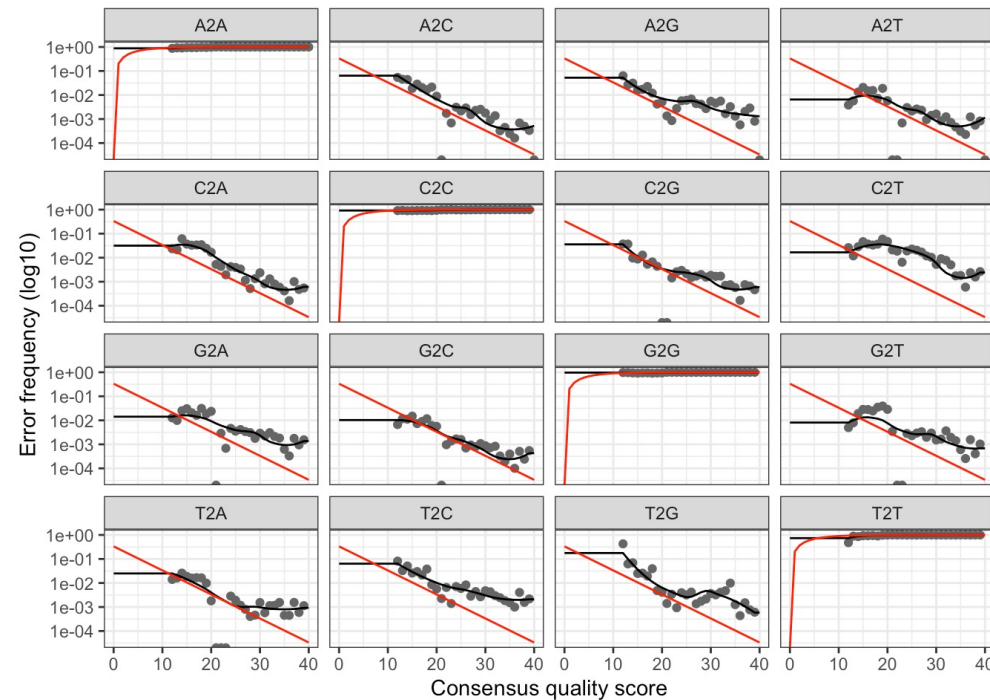 A2A A2C A2G A2T
1e+00
1e-01
1e-02
1e-03
1e-04
C2A C2C C2G C2T
1e+00
1e-01
1e-02
1e-03
1e-04
G2A G2C G2G G2T
1e+00
1e-01
1e-02
1e-03
1e-04
T2A T2C T2G T2T
1e+00
1e-01
1e-02
1e-03
1e-04
0 10 20 30 40 0 10 20 30 40 0 10 20 30 40 0 10 20 30 40
Consensus quality score
Error frequency (log10)